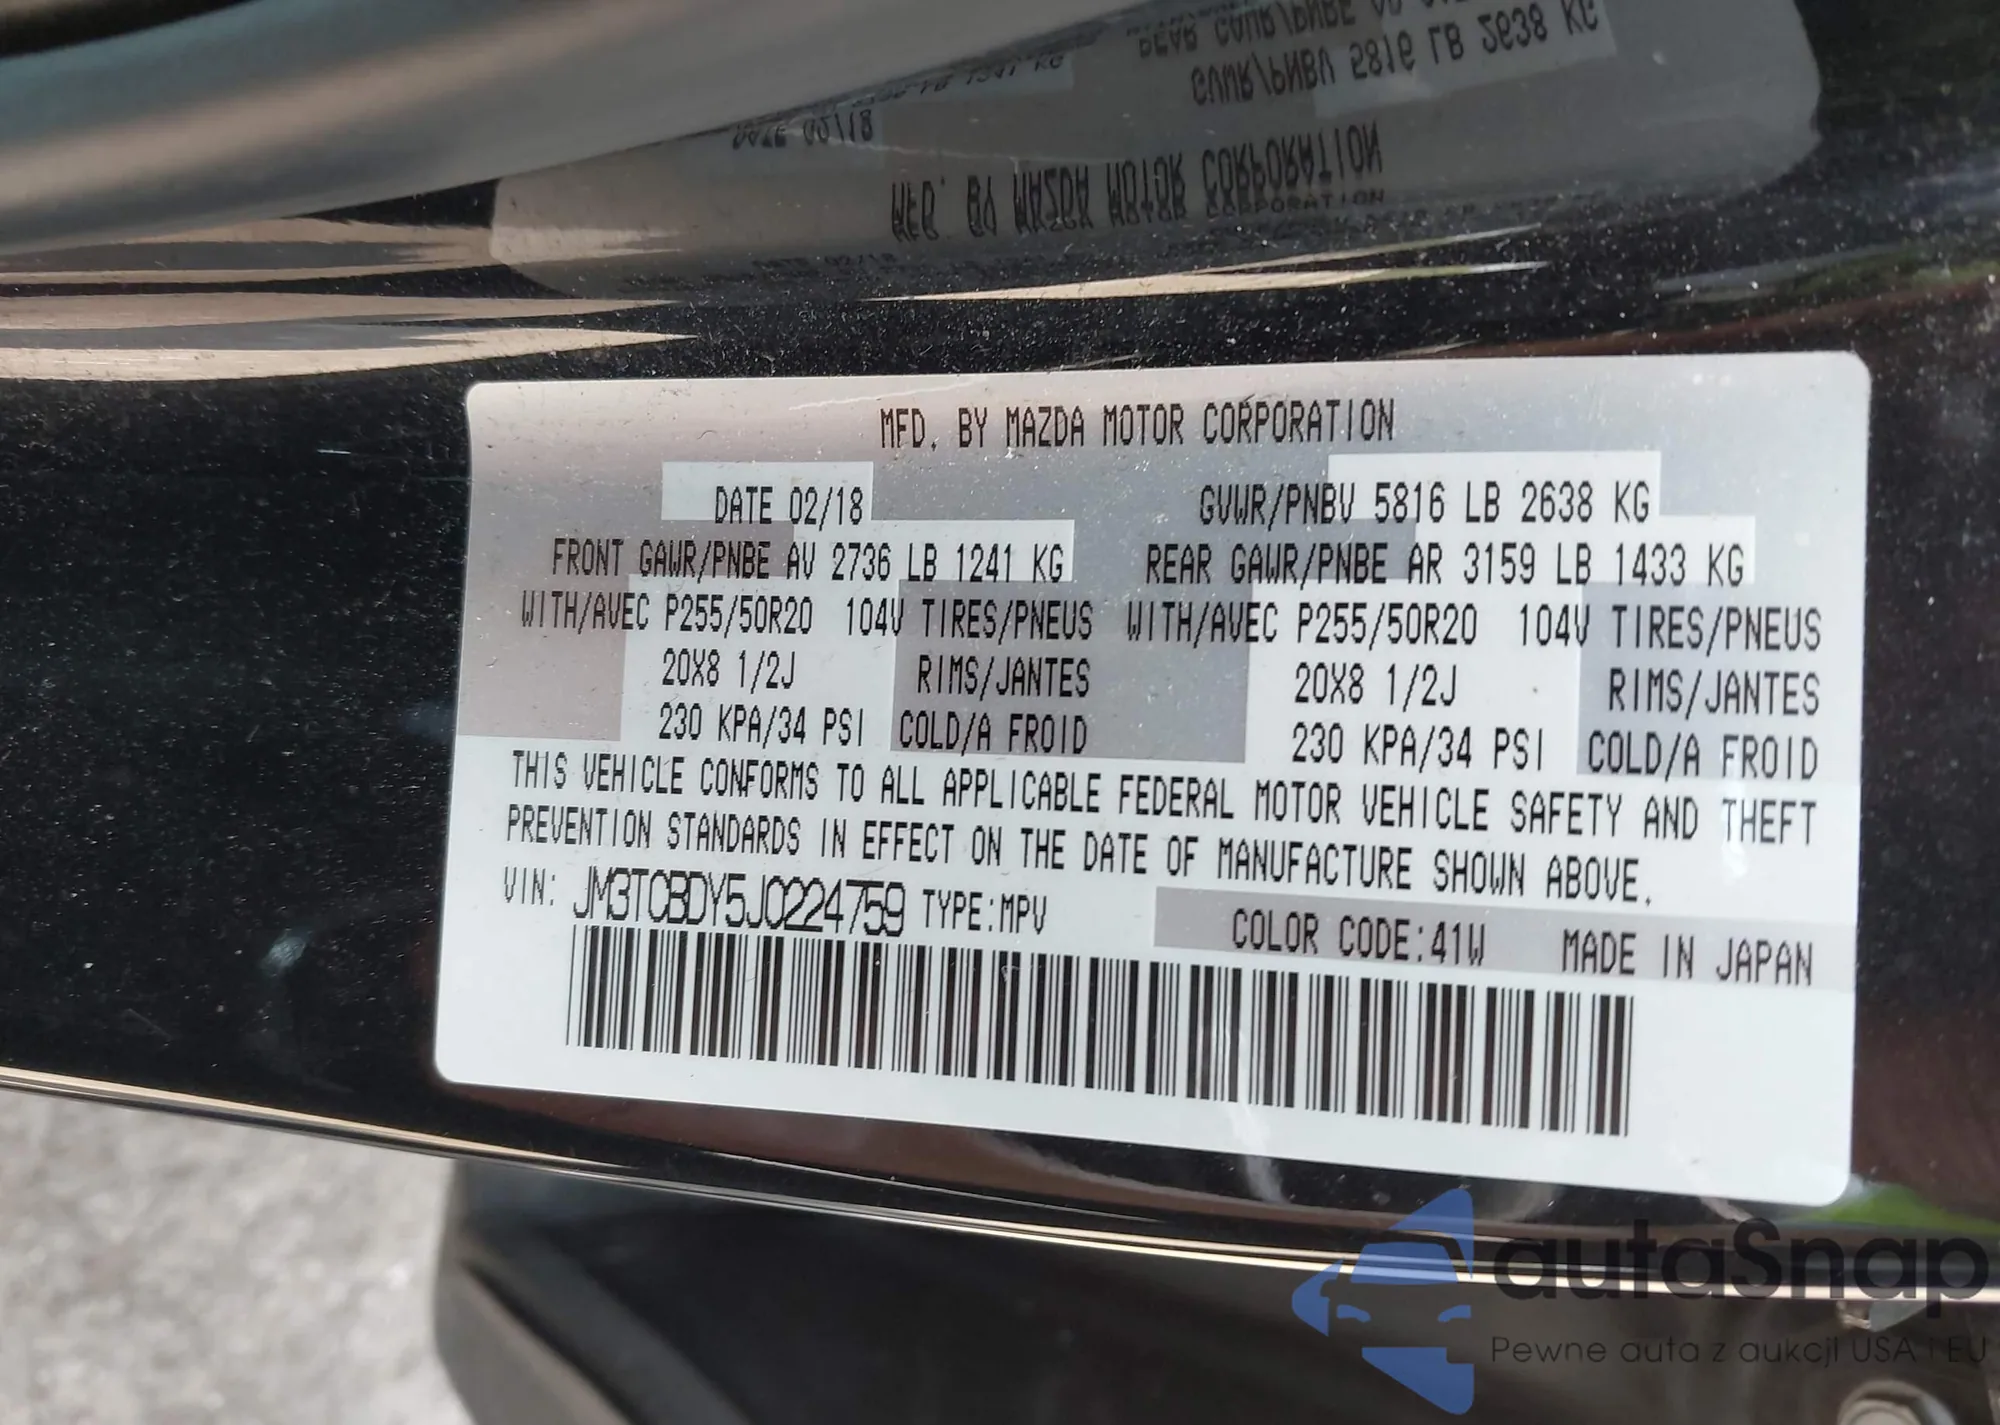 MFD. BY MAZDA MOTOR CORPORATION
DATE 02/18 GVWR/PNBV 5816 LB 2638 KG
FRONT GAWR/PNBE AV 2736 LB 1241 KG REAR GAWR/PNBE AR 3159 LB 1433 KG
WITH/AVEC P255/50R20 104V TIRES/PNEUS WITH/AVEC P255/50R20 104V TIRES/PNEUS
20X8 1/2J RIMS/JANTES 20X8 1/2J RIMS/JANTES
230 KPA/34 PSI COLD/A FROID 230 KPA/34 PSI COLD/A FROID
THIS VEHICLE CONFORMS TO ALL APPLICABLE FEDERAL MOTOR VEHICLE SAFETY AND THEFT
PREVENTION STANDARDS IN EFFECT ON THE DATE OF MANUFACTURE SHOWN ABOVE.
VIN: JM3TCBDY5J0224759 TYPE:MPV COLOR CODE:41W MADE IN JAPAN
autaSnap
Pewne auta z aukcji USA i EU